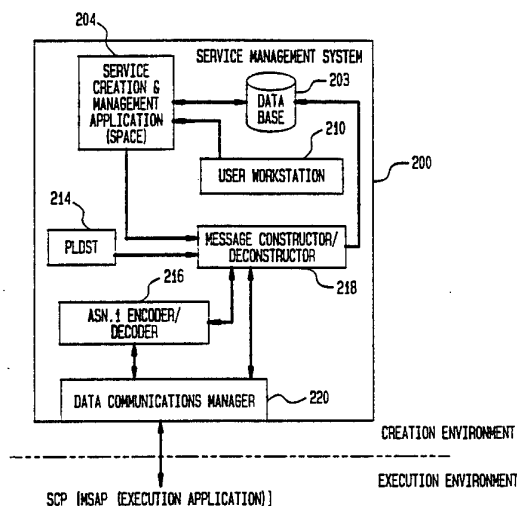 204
SERVICE MANAGEMENT SYSTEM
SERVICE
CREATION &
MANAGEMENT
APPLICATION
(SPACE)
203
DATA
BASE
210
USER WORKSTATION
200
214
PLDST
MESSAGE CONSTRUCTOR/
DECONSTRUCTOR
216
218
ASN.1 ENCODER/
DECODER
DATA COMMUNICATIONS MANAGER
220
CREATION ENVIRONMENT
EXECUTION ENVIRONMENT
SCP [MSAP (EXECUTION APPLICATION)]